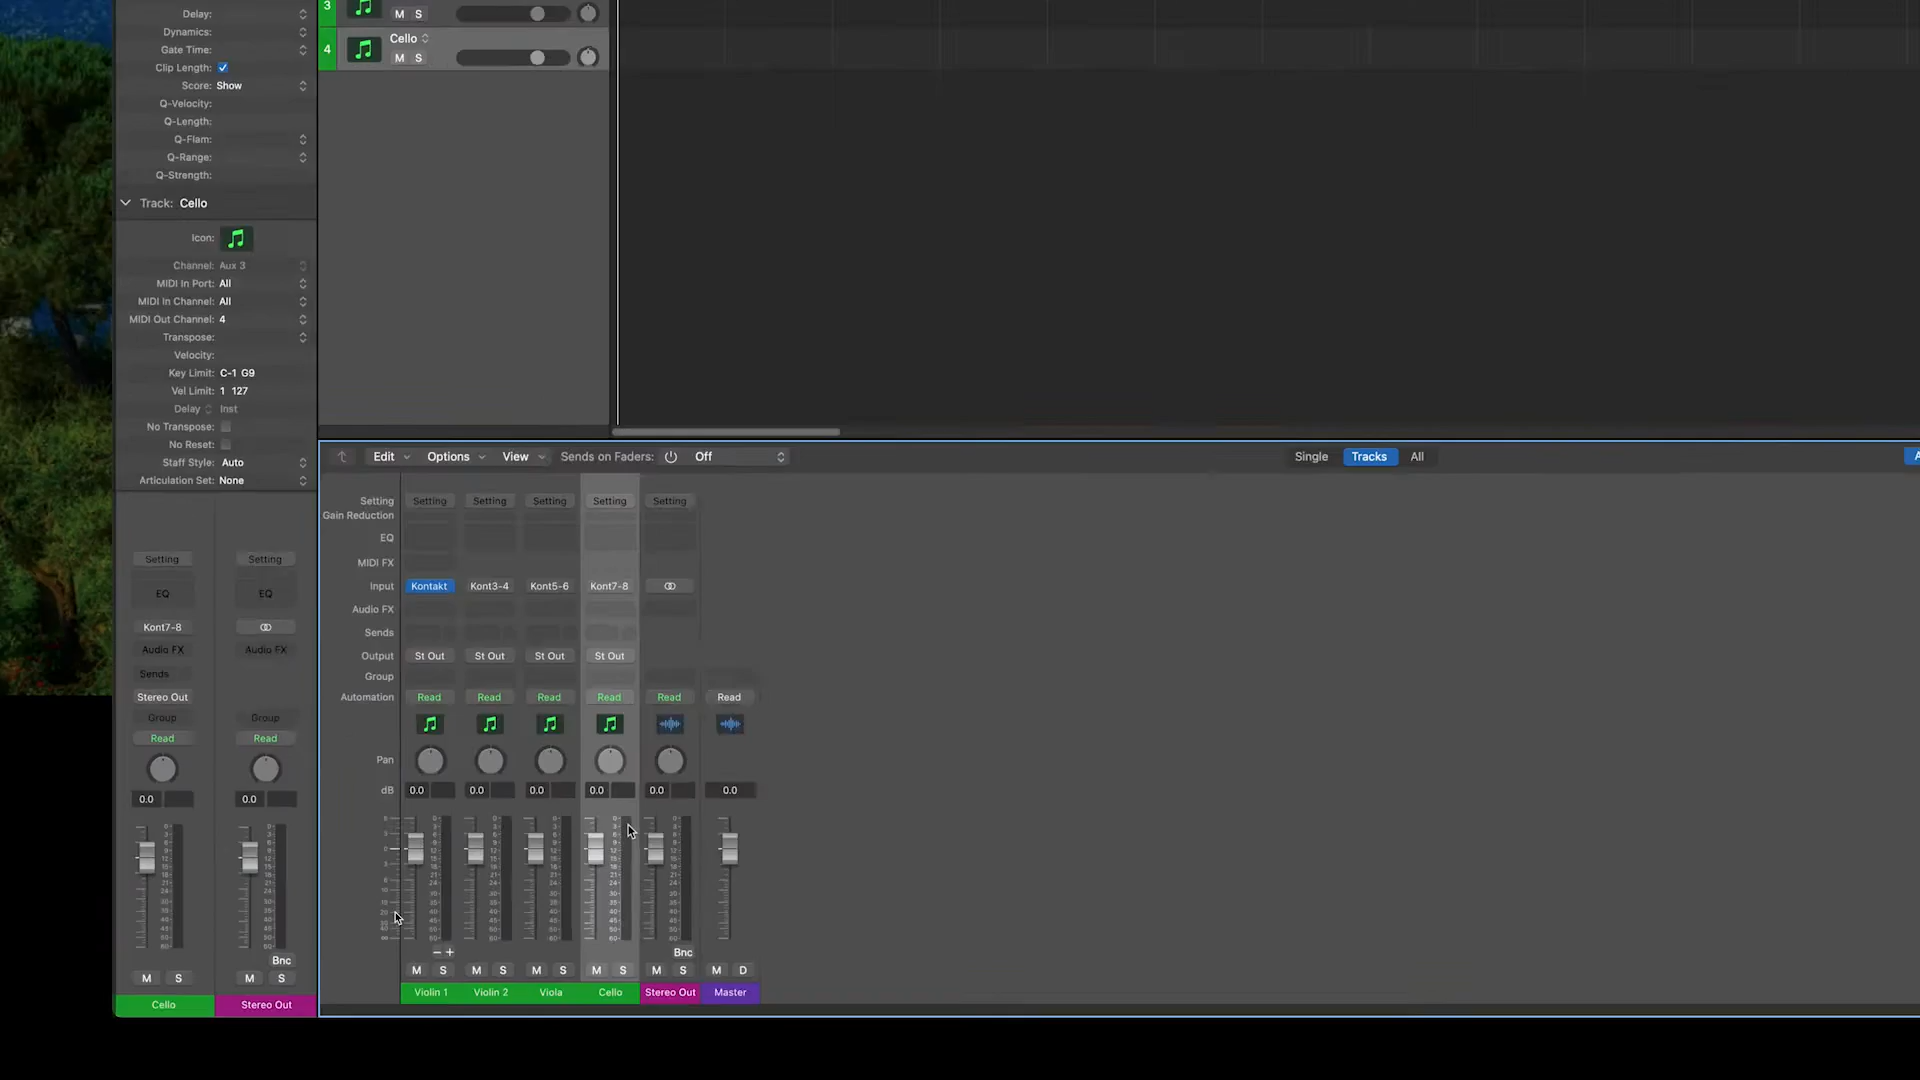 Delay:
Dynamics:
Gate Time:
Clip Length:
Score: Show
Q-Velocity:
Q-Length:
Q-Flam:
Q-Range:
Q-Strength:
Track: Cello
Icon:
Channel: Aux 3
MIDI In Port: All
MIDI In Channel: All
MIDI Out Channel: 4
Transpose:
Velocity:
Key Limit: C-1 G9
Vel Limit: 1 127
Delay Inst
No Transpose:
No Reset:
Staff Style: Auto
Articulation Set: None
Setting Setting
EQ EQ
Kont7-8
Audio FX Audio FX
Sends
Stereo Out
Group Group
Read Read
0.0 0.0
Bnc
M S M S
Cello Stereo Out
3
M S
4 Cello
M S
Edit Options View Sends on Faders: Off Single Tracks All
Setting Setting Setting Setting Setting Setting
Gain Reduction
EQ
MIDI FX
Input Kontakt Kont3-4 Kont5-6 Kont7-8
Audio FX
Sends
Output St Out St Out St Out St Out
Group
Automation Read Read Read Read Read Read
Pan
dB 0.0 0.0 0.0 0.0 0.0 0.0
Bnc
M S M S M S M S M S M D
Violin 1 Violin 2 Viola Cello Stereo Out Master